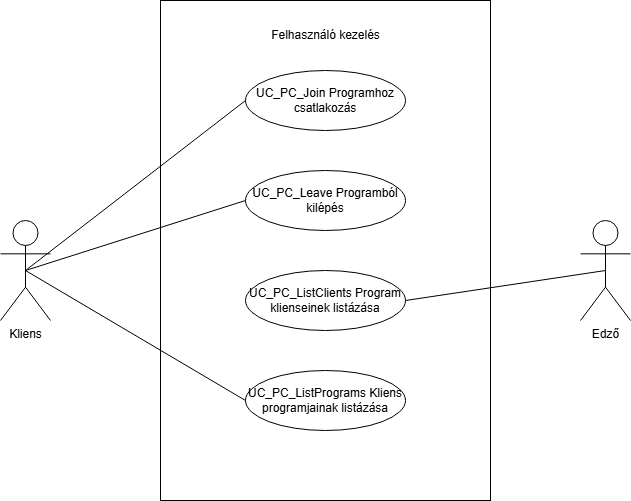 Felhasználó kezelés
UC_PC_Join Programhoz
csatlakozás
UC_PC_Leave Programból
kilépés
UC_PC_ListClients Program
klienseinek listázása
UC_PC_ListPrograms Kliens
programjainak listázása
Kliens
Edző